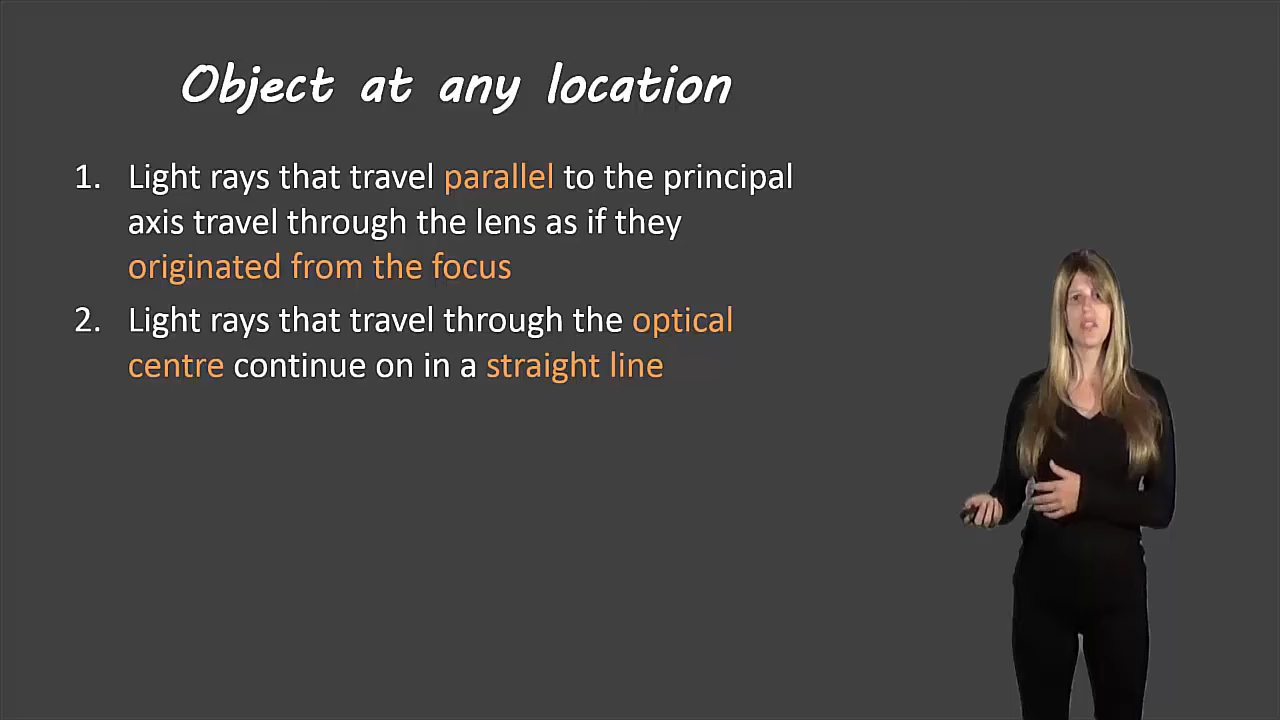 Object at any location
1. Light rays that travel parallel to the principal
axis travel through the lens as if they
originated from the focus
2. Light rays that travel through the optical
centre continue on in a straight line